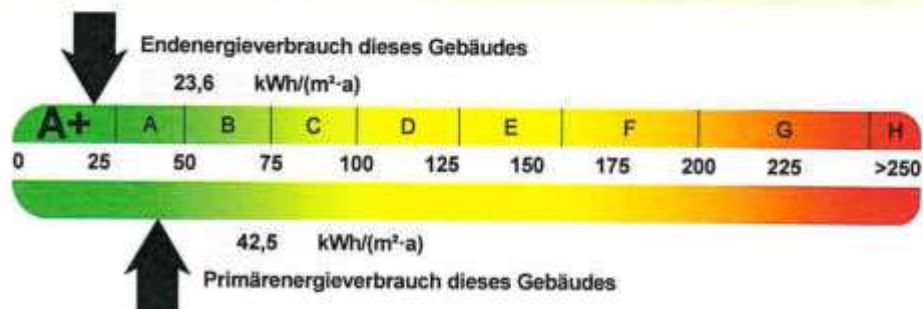 Endenergieverbrauch dieses Gebäudes
23,6 kWh/(m²·a)
A+ A B C D E F G H
0 25 50 75 100 125 150 175 200 225 >250
42,5 kWh/(m²·a)
Primärenergieverbrauch dieses Gebäudes